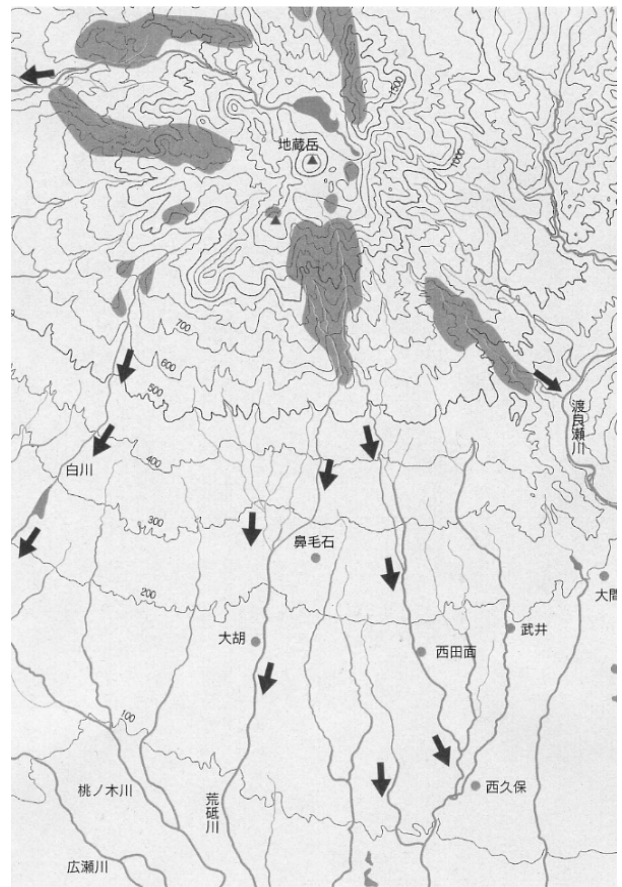 1500
地蔵岳
1000
700
600
500
渡良瀬川
400
白川
300
鼻毛石
200
大間
大胡
武井
西田面
100
桃ノ木川
荒砥川
西久保
広瀬川